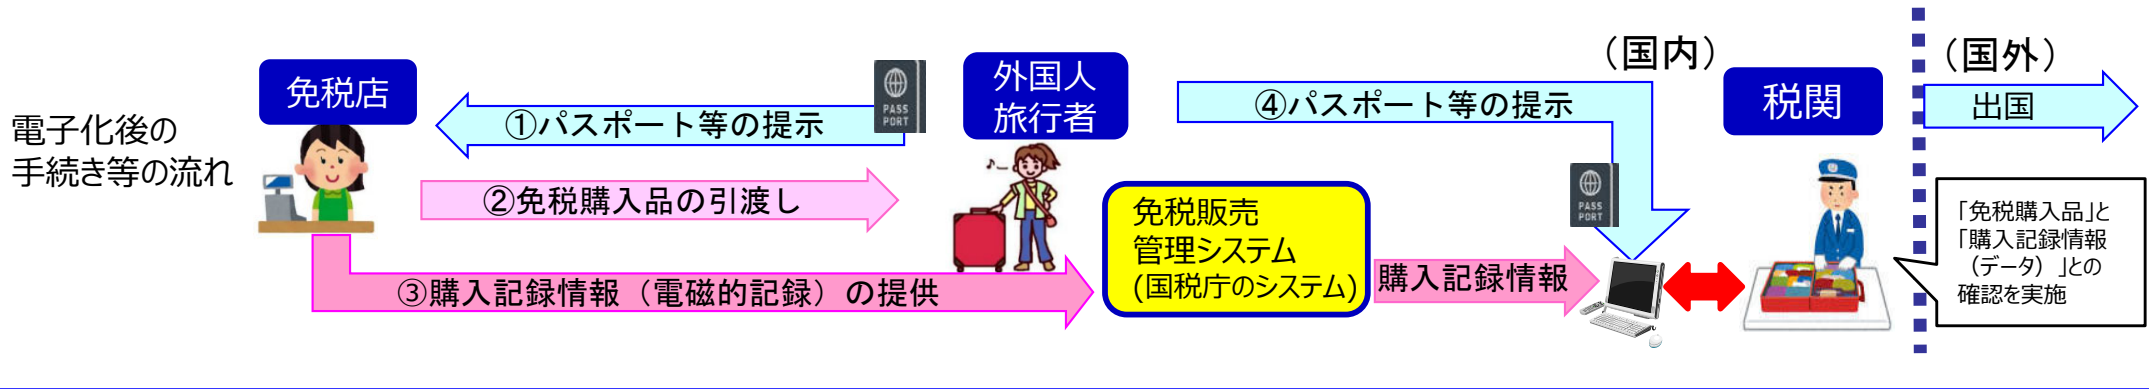 電子化後の
手続き等の流れ
免税店
①パスポート等の提示
PASS
PORT
外国人
旅行者
②免税購入品の引渡し
③購入記録情報（電磁的記録）の提供
免税販売
管理システム
(国税庁のシステム)
購入記録情報
④パスポート等の提示
PASS
PORT
（国内）
税関
（国外）
出国
「免税購入品」と
「購入記録情報
（データ）」との
確認を実施